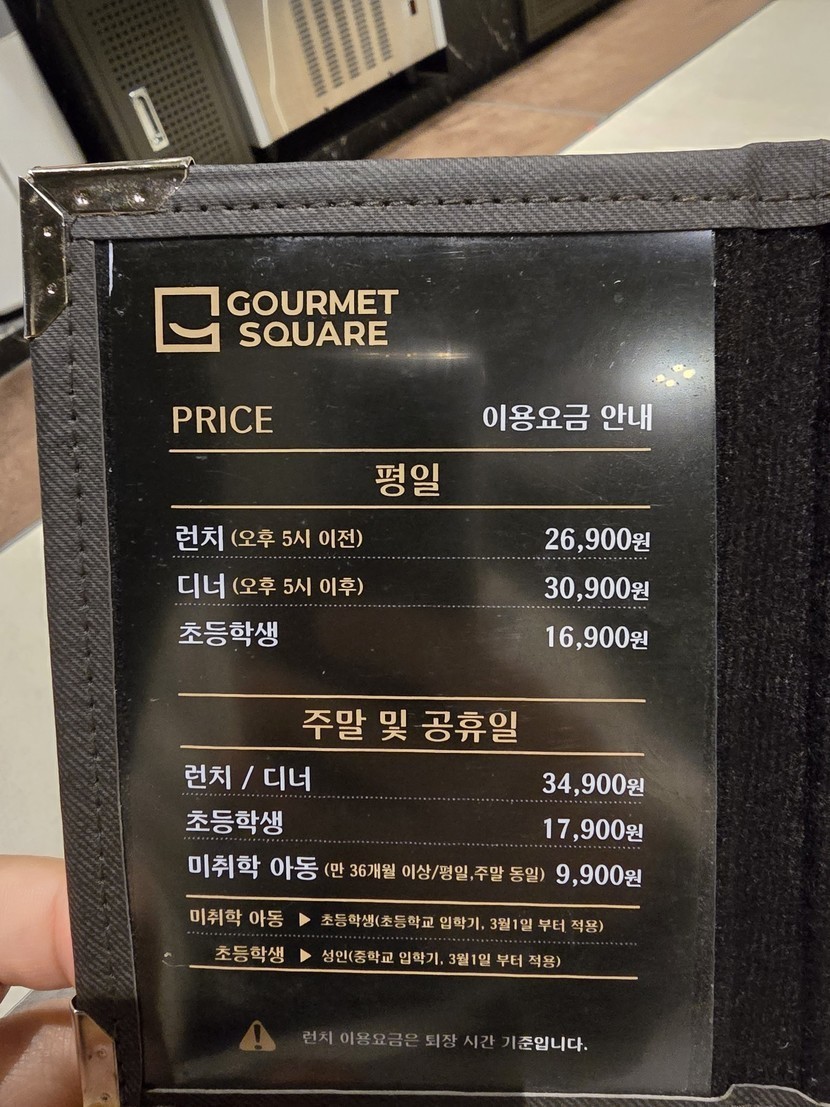 GOURMET
SQUARE
PRICE 이용요금 안내
평일
런치 (오후 5시 이전) 26,900원
디너 (오후 5시 이후) 30,900원
초등학생 16,900원
주말 및 공휴일
런치 / 디너 34,900원
초등학생 17,900원
미취학 아동 (만 36개월 이상/평일,주말 동일) 9,900원
미취학 아동 ▶ 초등학생(초등학교 입학기, 3월1일 부터 적용)
초등학생 ▶ 성인(중학교 입학기, 3월1일 부터 적용)
런치 이용요금은 퇴장 시간 기준입니다.